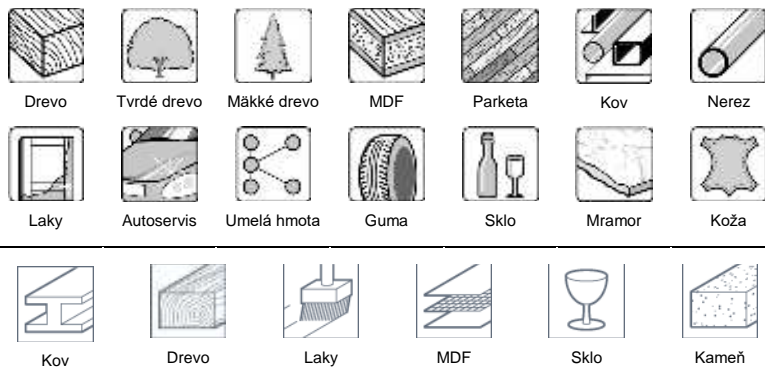 Drevo Tvrdé drevo Mäkké drevo MDF Parketa Kov Nerez
Laky Autoservis Umelá hmota Guma Sklo Mramor Koža
Kov Drevo Laky MDF Sklo Kameň